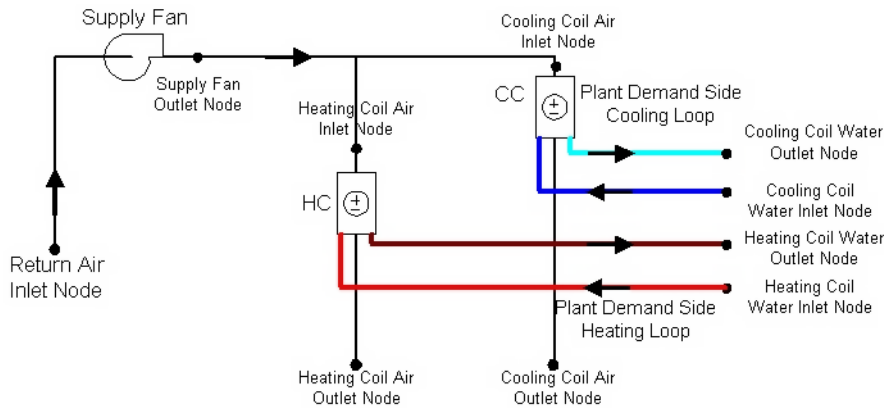 Supply Fan
Cooling Coil Air
Inlet Node
Supply Fan
Outlet Node
CC
Plant Demand Side
Cooling Loop
Heating Coil Air
Inlet Node
Cooling Coil Water
Outlet Node
HC
Cooling Coil
Water Inlet Node
Return Air
Inlet Node
Heating Coil Water
Outlet Node
Plant Demand Side
Heating Loop
Heating Coil
Water Inlet Node
Heating Coil Air
Outlet Node
Cooling Coil Air
Outlet Node